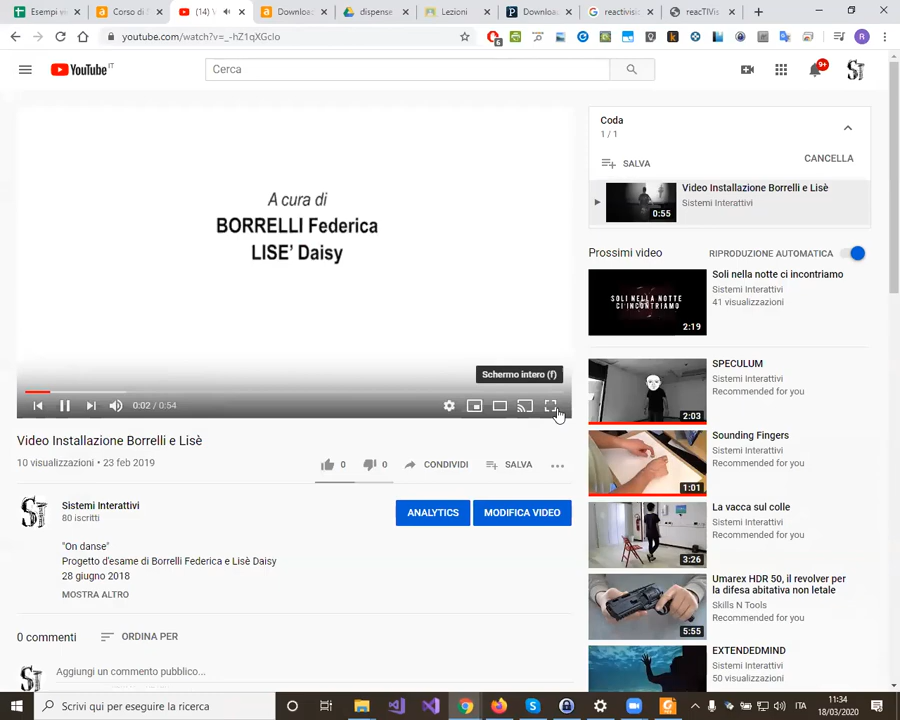 Esempi ve
Corso di
(14) V
Downloa
dispense
Lezioni
Downloa
reactivisi
reacTIVis
youtube.com/watch?v=_-hZ1qXGcIo
6
R
YouTube IT
Cerca
9+
A cura di
BORRELLI Federica
LISE’ Daisy
Schermo intero (f)
0:02 / 0:54
Video Installazione Borrelli e Lisè
10 visualizzazioni • 23 feb 2019
0
0
CONDIVIDI
SALVA
Sistemi Interattivi
80 iscritti
ANALYTICS
MODIFICA VIDEO
"On danse"
Progetto d'esame di Borrelli Federica e Lisè Daisy
28 giugno 2018
MOSTRA ALTRO
0 commenti
ORDINA PER
Aggiungi un commento pubblico...
Coda
1 / 1
SALVA
CANCELLA
0:55
Video Installazione Borrelli e Lisè
Sistemi Interattivi
Prossimi video
RIPRODUZIONE AUTOMATICA
SOLI NELLA NOTTE
CI INCONTRIAMO
2:19
Soli nella notte ci incontriamo
Sistemi Interattivi
41 visualizzazioni
2:03
SPECULUM
Sistemi Interattivi
Recommended for you
1:01
Sounding Fingers
Sistemi Interattivi
Recommended for you
3:26
La vacca sul colle
Sistemi Interattivi
Recommended for you
5:55
Umarex HDR 50, il revolver per
la difesa abitativa non letale
Skills N Tools
Recommended for you
EXTENDEDMIND
Sistemi Interattivi
50 visualizzazioni
Scrivi qui per eseguire la ricerca
ITA
11:34
18/03/2020